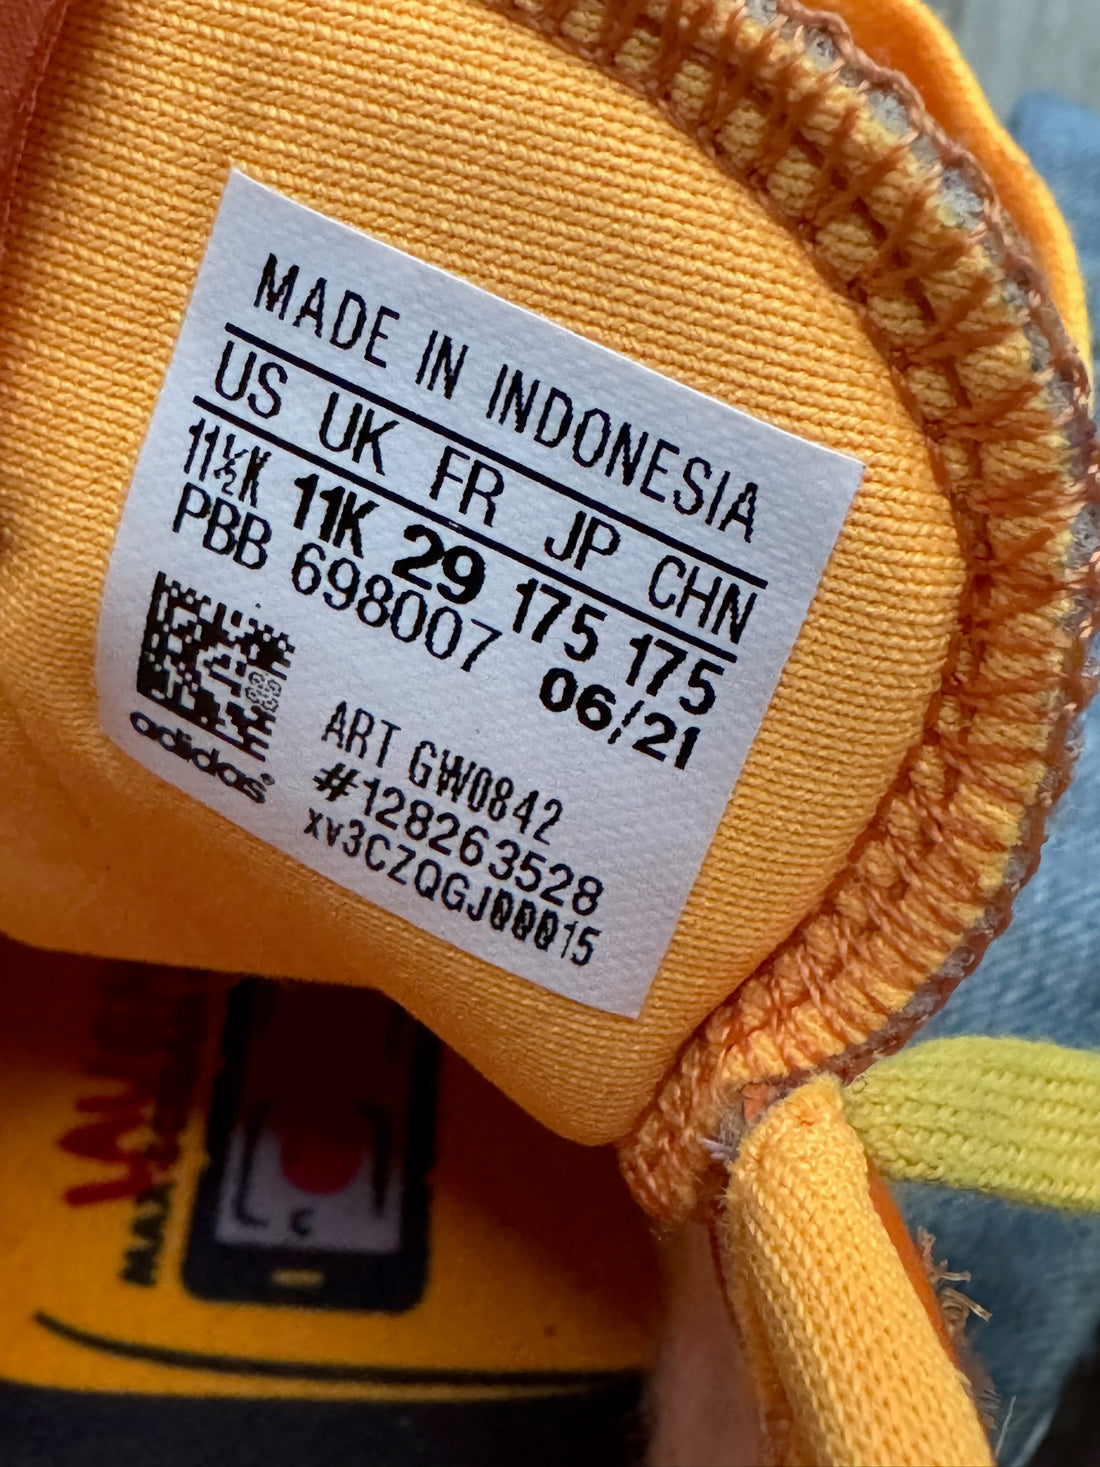 MADE IN INDONESIA
US UK FR JP CHN
11½K 11K 29 175 175
PBB 698007 06/21
adidas
ART GW0842
#128263528
xv3CZQGJ00015
MAX
C